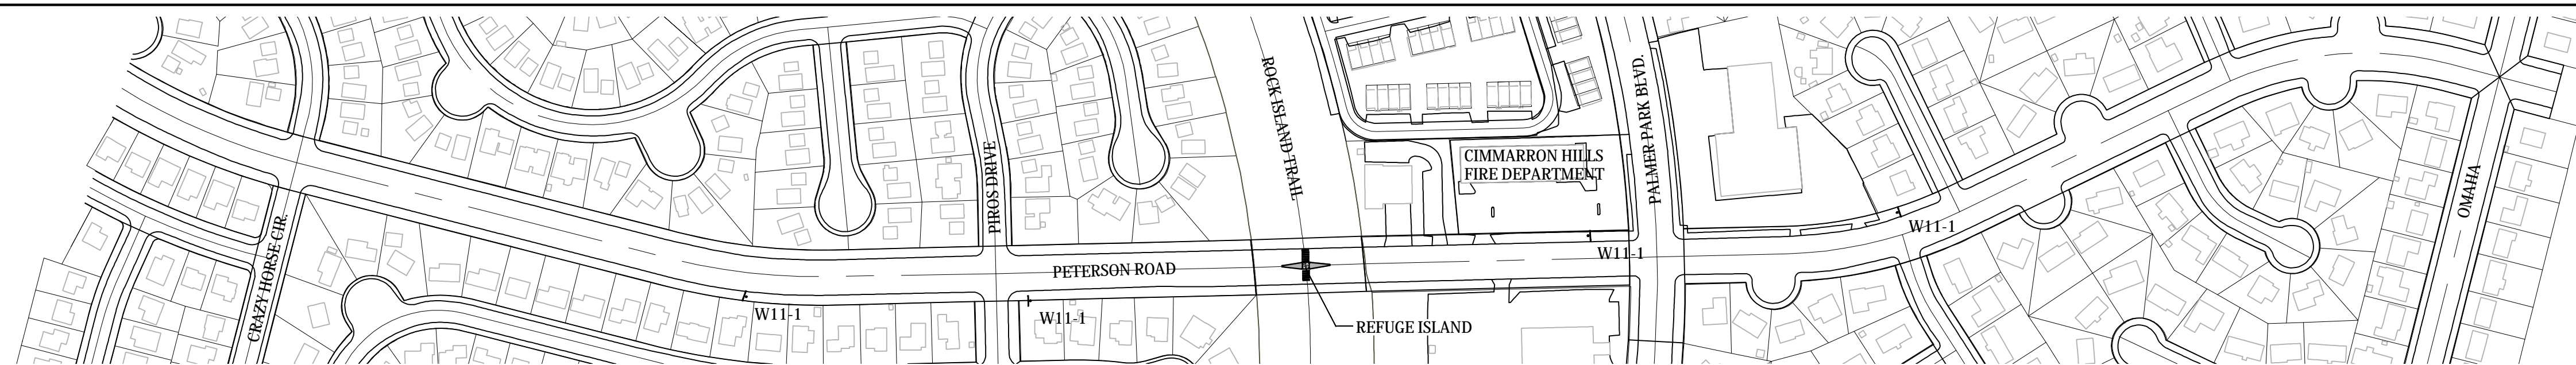 ROCK ISLAND TRAIL
PALMER PARK BLVD.
CIMMARRON HILLS
FIRE DEPARTMENT
PIROS DRIVE
OMAHA
CRAZY HORSE CIR.
W11-1
W11-1
PETERSON ROAD
W11-1
W11-1
REFUGE ISLAND